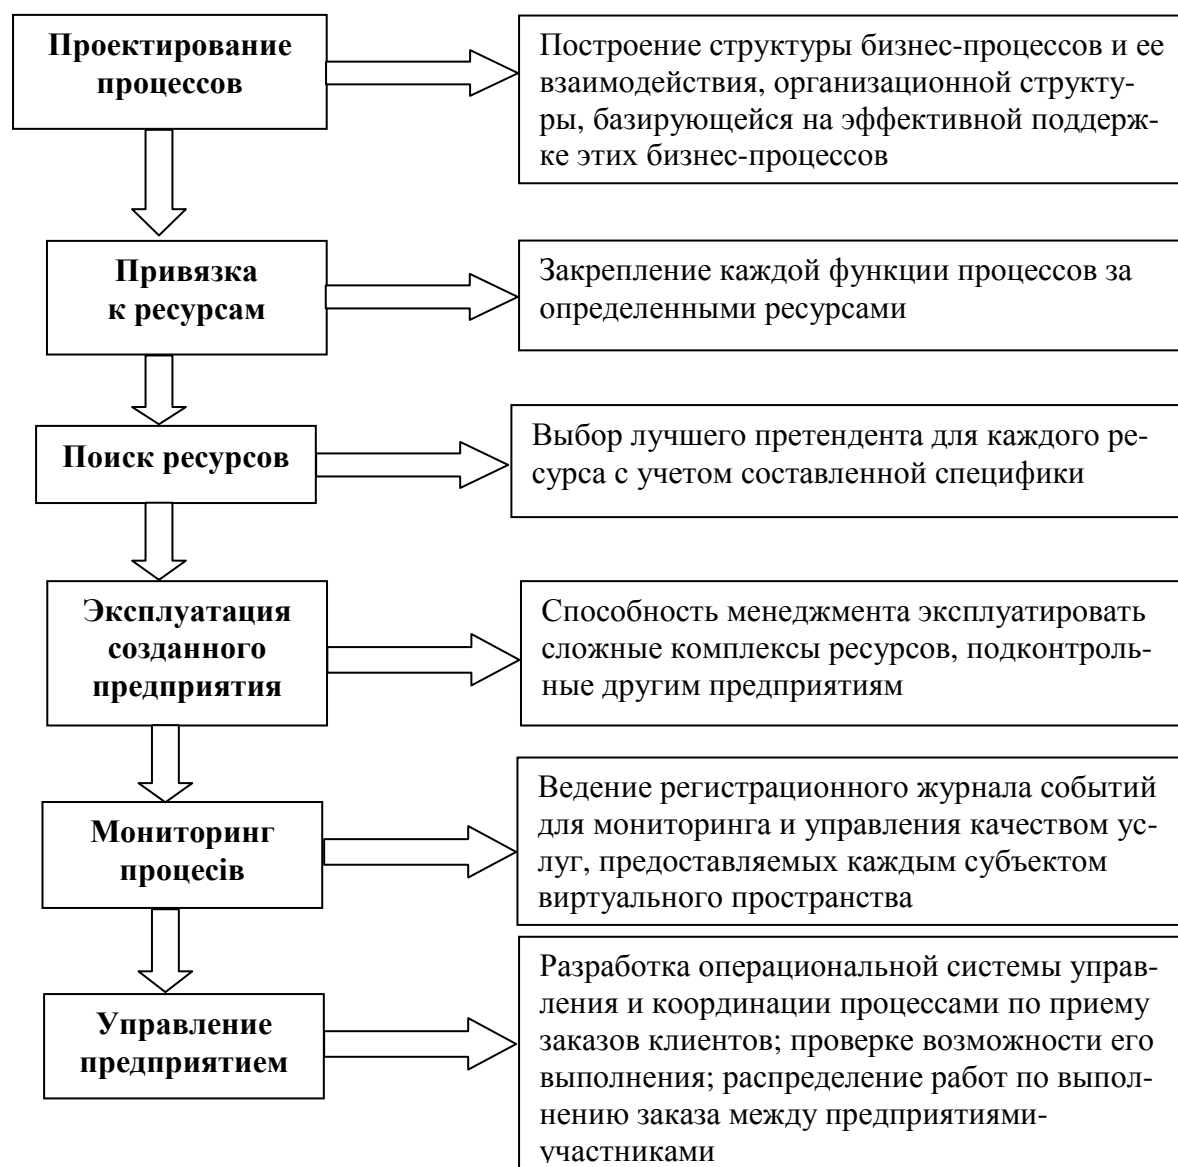 Проектирование
процессов
Построение структуры бизнес-процессов и ее
взаимодействия, организационной структу-
ры, базирующейся на эффективной поддерж-
ке этих бизнес-процессов
Привязка
к ресурсам
Закрепление каждой функции процессов за
определенными ресурсами
Поиск ресурсов
Выбор лучшего претендента для каждого ре-
сурса с учетом составленной специфики
Эксплуатация
созданного
предприятия
Способность менеджмента эксплуатировать
сложные комплексы ресурсов, подконтроль-
ные другим предприятиям
Мониторинг
процесів
Ведение регистрационного журнала событий
для мониторинга и управления качеством ус-
луг, предоставляемых каждым субъектом
виртуального пространства
Управление
предприятием
Разработка операциональной системы управ-
ления и координации процессами по приему
заказов клиентов; проверке возможности его
выполнения; распределение работ по выпол-
нению заказа между предприятиями-
участниками